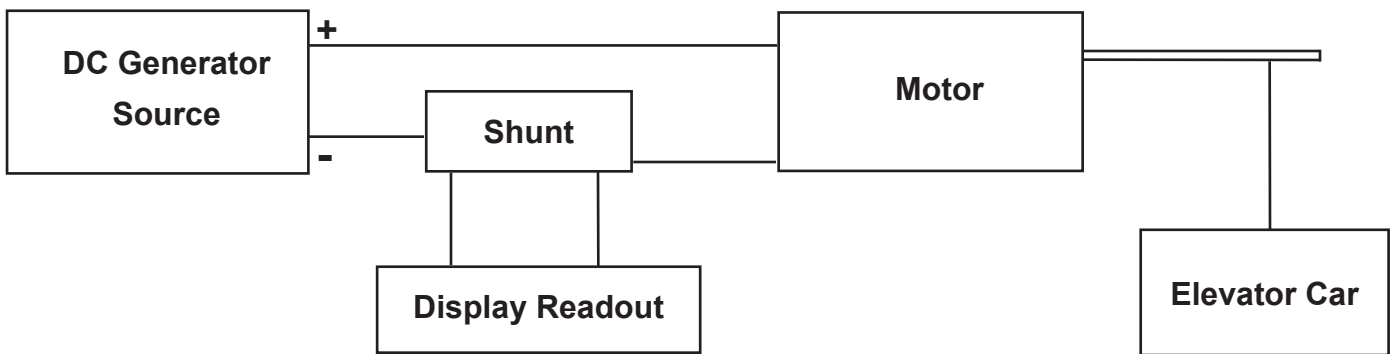 DC Generator
Source
+
-
Shunt
Display Readout
Motor
Elevator Car